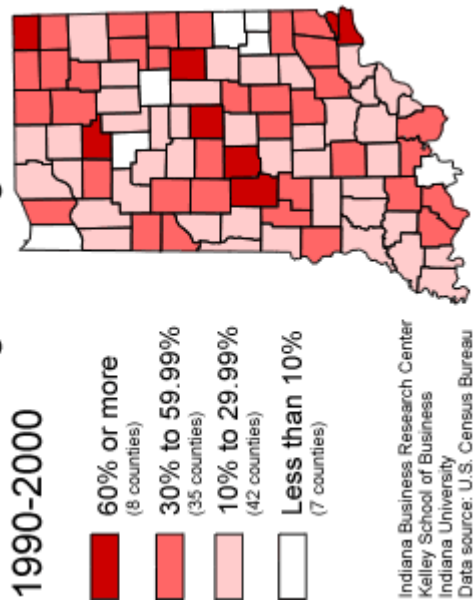 1990-2000
60% or more
(8 counties)
30% to 59.99%
(35 counties)
10% to 29.99%
(42 counties)
Less than 10%
(7 counties)
Indiana Business Research Center
Kelley School of Business
Indiana University
Data source: U.S. Census Bureau